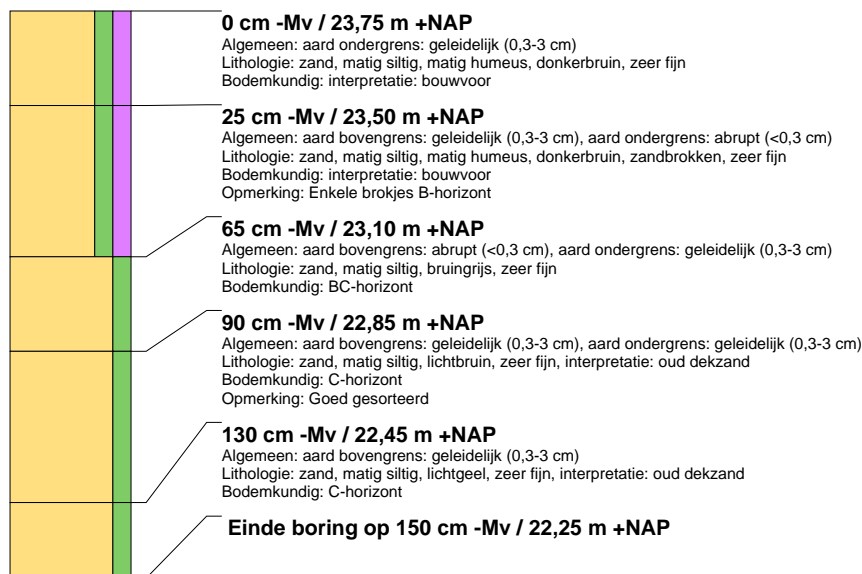 0 cm -Mv / 23,75 m +NAP
Algemeen: aard ondergrens: geleidelijk (0,3-3 cm)
Lithologie: zand, matig siltig, matig humeus, donkerbruin, zeer fijn
Bodemkundig: interpretatie: bouwvoor
25 cm -Mv / 23,50 m +NAP
Algemeen: aard bovengrens: geleidelijk (0,3-3 cm), aard ondergrens: abrupt (<0,3 cm)
Lithologie: zand, matig siltig, matig humeus, donkerbruin, zandbrokken, zeer fijn
Bodemkundig: interpretatie: bouwvoor
Opmerking: Enkele brokjes B-horizont
65 cm -Mv / 23,10 m +NAP
Algemeen: aard bovengrens: abrupt (<0,3 cm), aard ondergrens: geleidelijk (0,3-3 cm)
Lithologie: zand, matig siltig, bruingrijs, zeer fijn
Bodemkundig: BC-horizont
90 cm -Mv / 22,85 m +NAP
Algemeen: aard bovengrens: geleidelijk (0,3-3 cm), aard ondergrens: geleidelijk (0,3-3 cm)
Lithologie: zand, matig siltig, lichtbruin, zeer fijn, interpretatie: oud dekzand
Bodemkundig: C-horizont
Opmerking: Goed gesorteerd
130 cm -Mv / 22,45 m +NAP
Algemeen: aard bovengrens: geleidelijk (0,3-3 cm)
Lithologie: zand, matig siltig, lichtgeel, zeer fijn, interpretatie: oud dekzand
Bodemkundig: C-horizont
Einde boring op 150 cm -Mv / 22,25 m +NAP